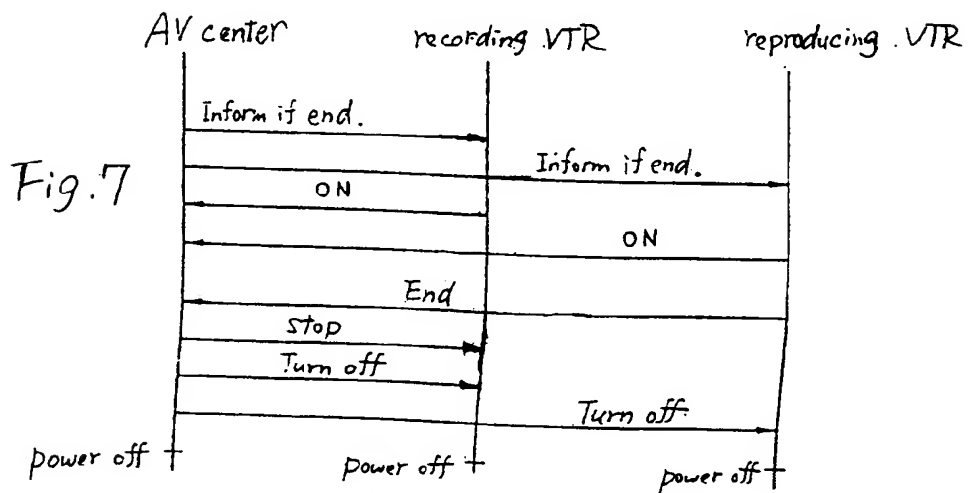 AV center
recording VTR
reproducing VTR
Inform if end.
Inform if end.
Fig. 7
ON
ON
End
stop
Turn off
Turn off
power off
power off
power off